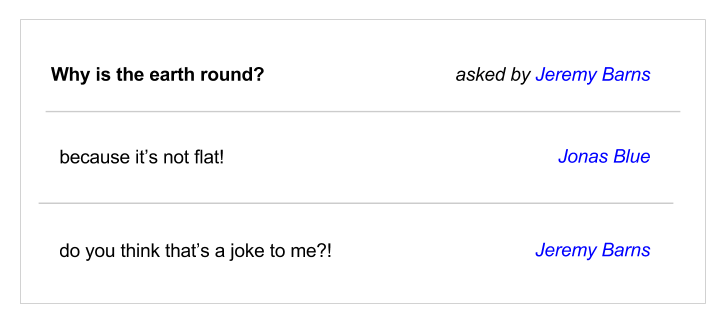 Why is the earth round? asked by Jeremy Barns
because it’s not flat! Jonas Blue
do you think that’s a joke to me?! Jeremy Barns